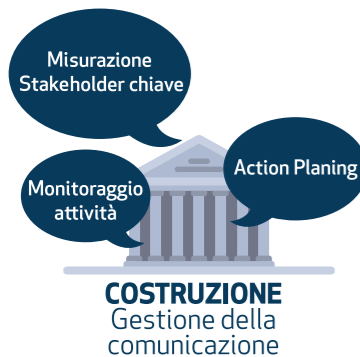 Misurazione
Stakeholder chiave
Action Planing
Monitoraggio
attività
COSTRUZIONE
Gestione della
comunicazione